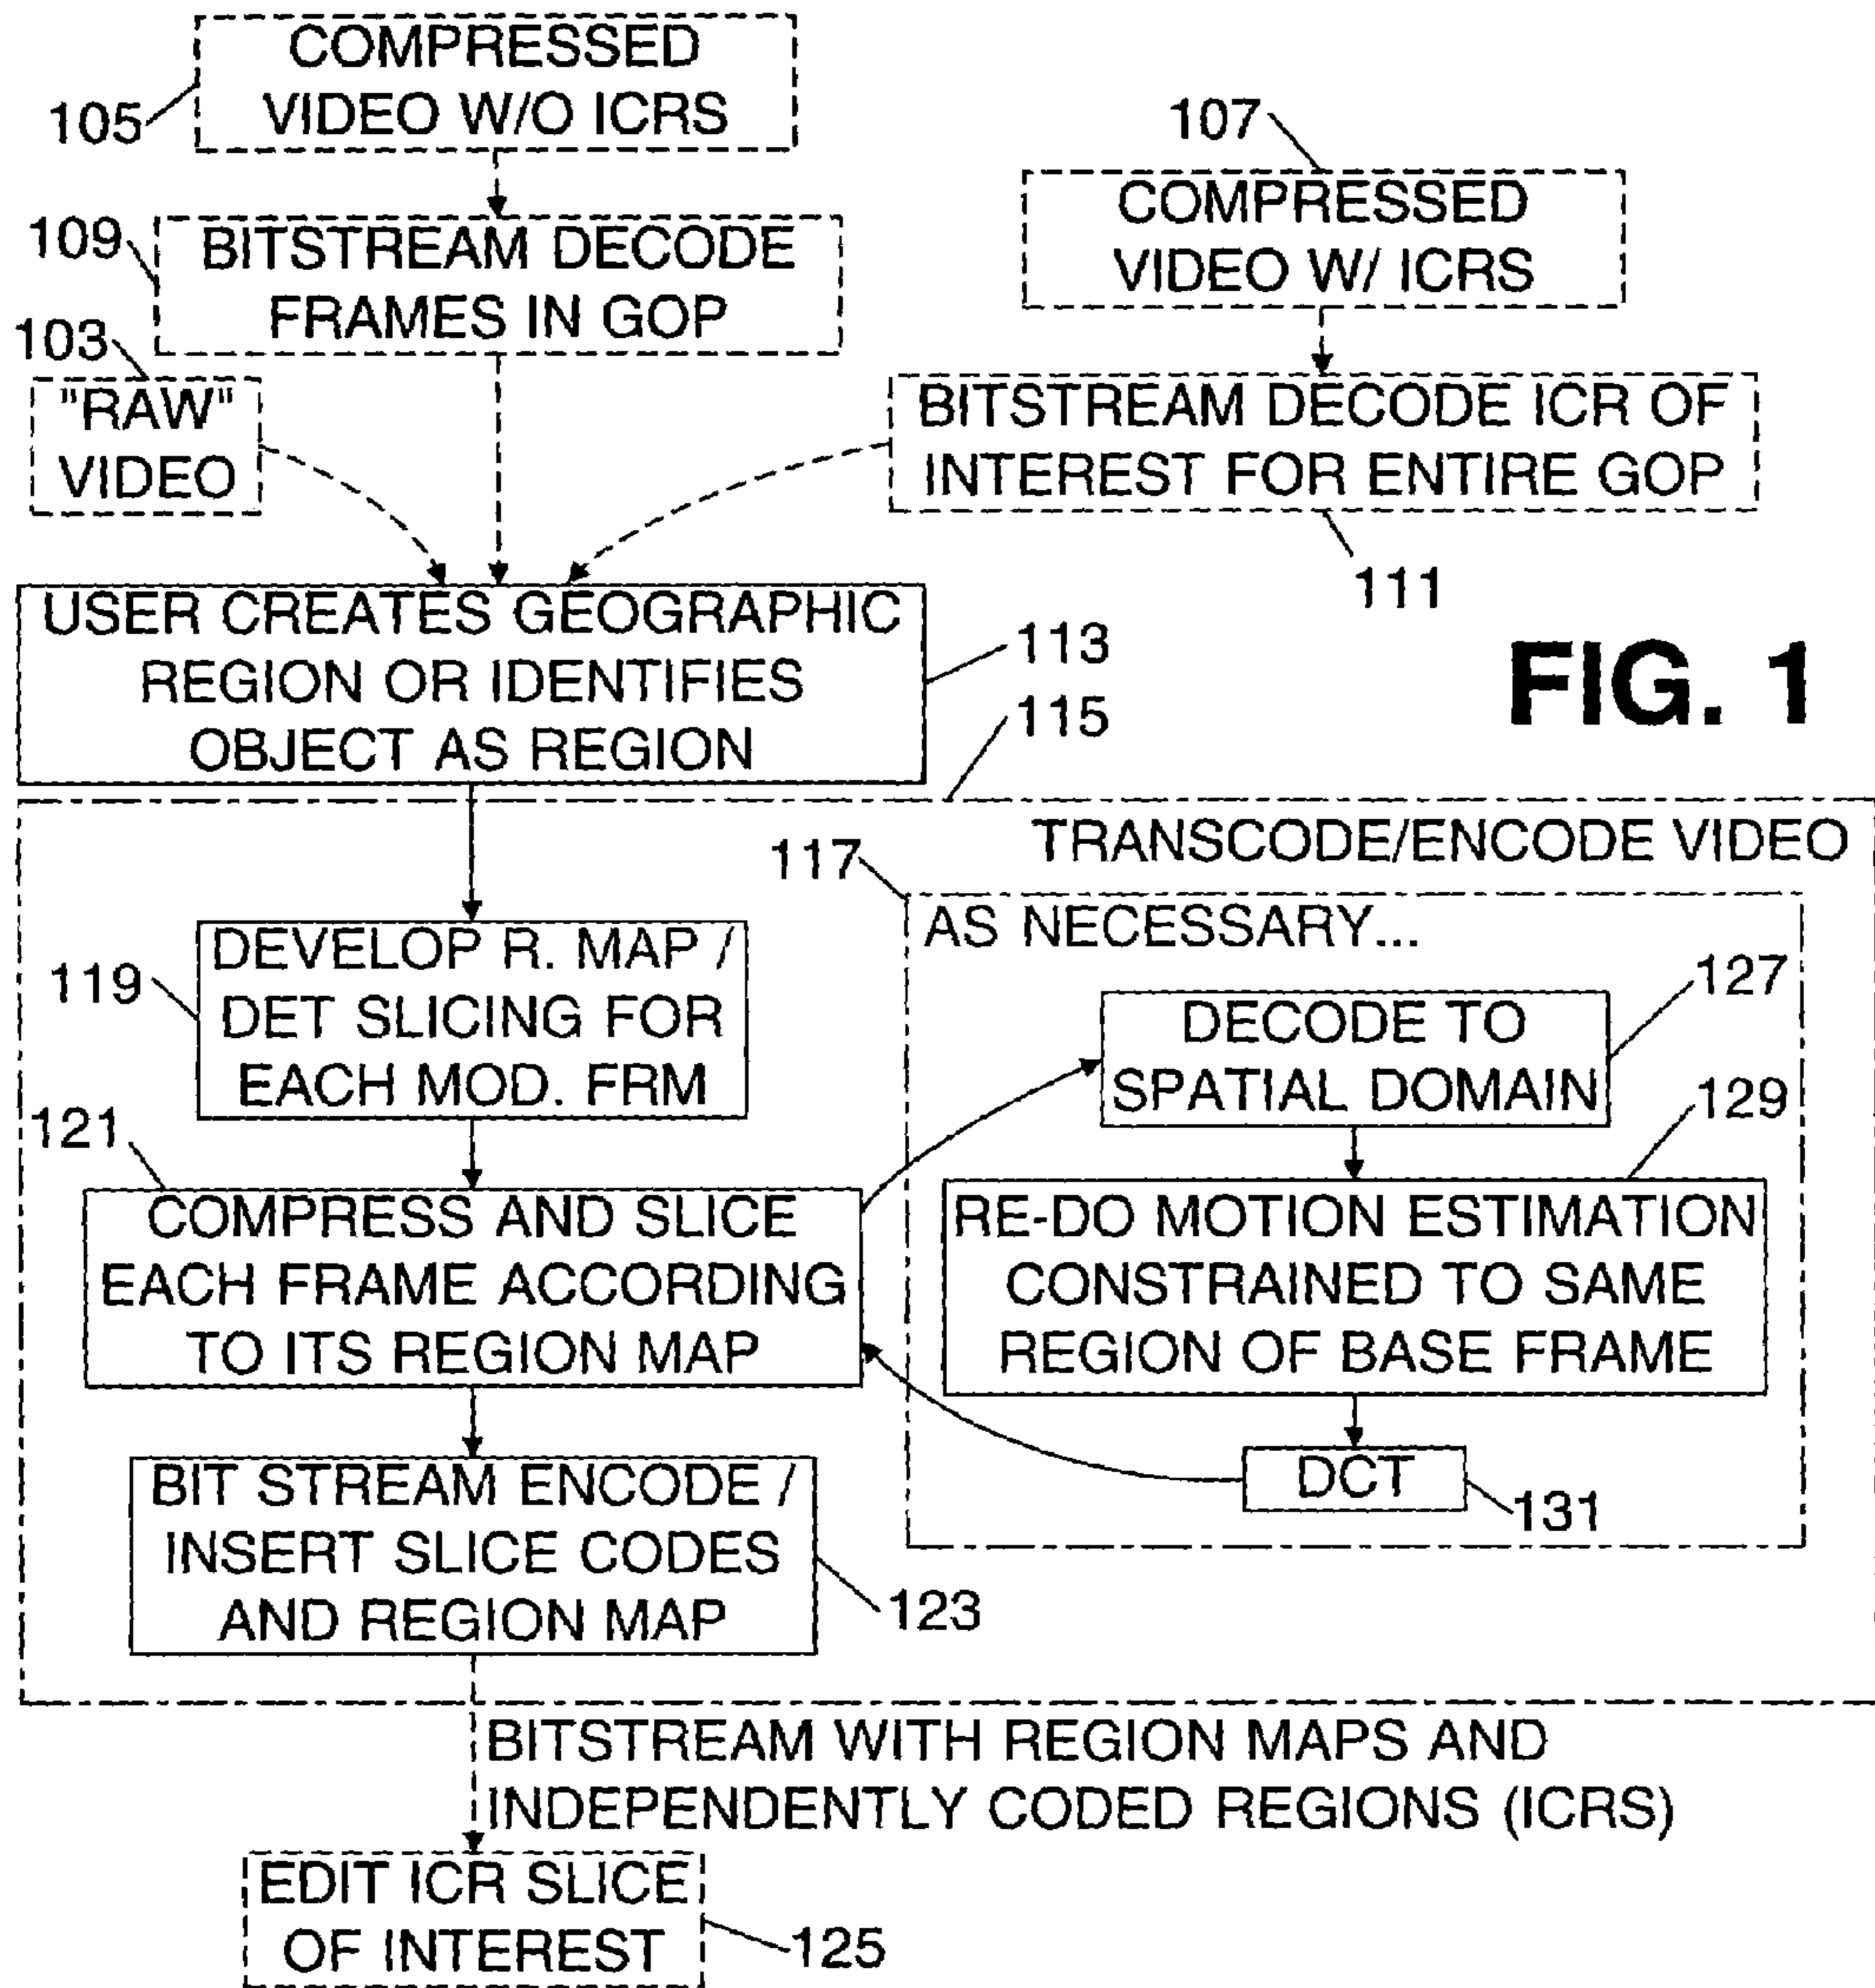 COMPRESSED
VIDEO W/O ICRS
105
107
COMPRESSED
VIDEO W/ ICRS
109
BITSTREAM DECODE
FRAMES IN GOP
103
"RAW"
VIDEO
BITSTREAM DECODE ICR OF
INTEREST FOR ENTIRE GOP
111
USER CREATES GEOGRAPHIC
REGION OR IDENTIFIES
OBJECT AS REGION
113
FIG. 1
115
TRANSCODE/ENCODE VIDEO
117
AS NECESSARY...
119
DEVELOP R. MAP /
DET SLICING FOR
EACH MOD. FRM
127
DECODE TO
SPATIAL DOMAIN
121
COMPRESS AND SLICE
EACH FRAME ACCORDING
TO ITS REGION MAP
129
RE-DO MOTION ESTIMATION
CONSTRAINED TO SAME
REGION OF BASE FRAME
DCT
131
BIT STREAM ENCODE /
INSERT SLICE CODES
AND REGION MAP
123
BITSTREAM WITH REGION MAPS AND
INDEPENDENTLY CODED REGIONS (ICRS)
EDIT ICR SLICE
OF INTEREST
125